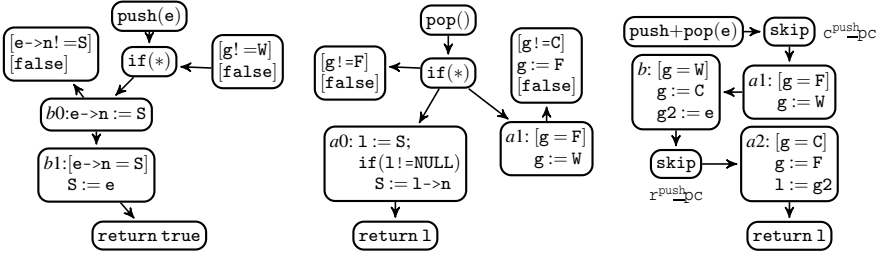 push(e)
[e->n!=S]
[false]
if(*)
[g!=W]
[false]
b0:e->n := S
b1:[e->n = S]
S := e
return true
pop()
[g!=F]
[false]
if(*)
[g!=C]
g := F
[false]
a0: l := S;
if(l!=NULL)
S := l->n
a1: [g = F]
g := W
return l
push+pop(e)
skip
c^push_pc
b: [g = W]
g := C
g2 := e
a1: [g = F]
g := W
skip
r^push_pc
a2: [g = C]
g := F
l := g2
return l